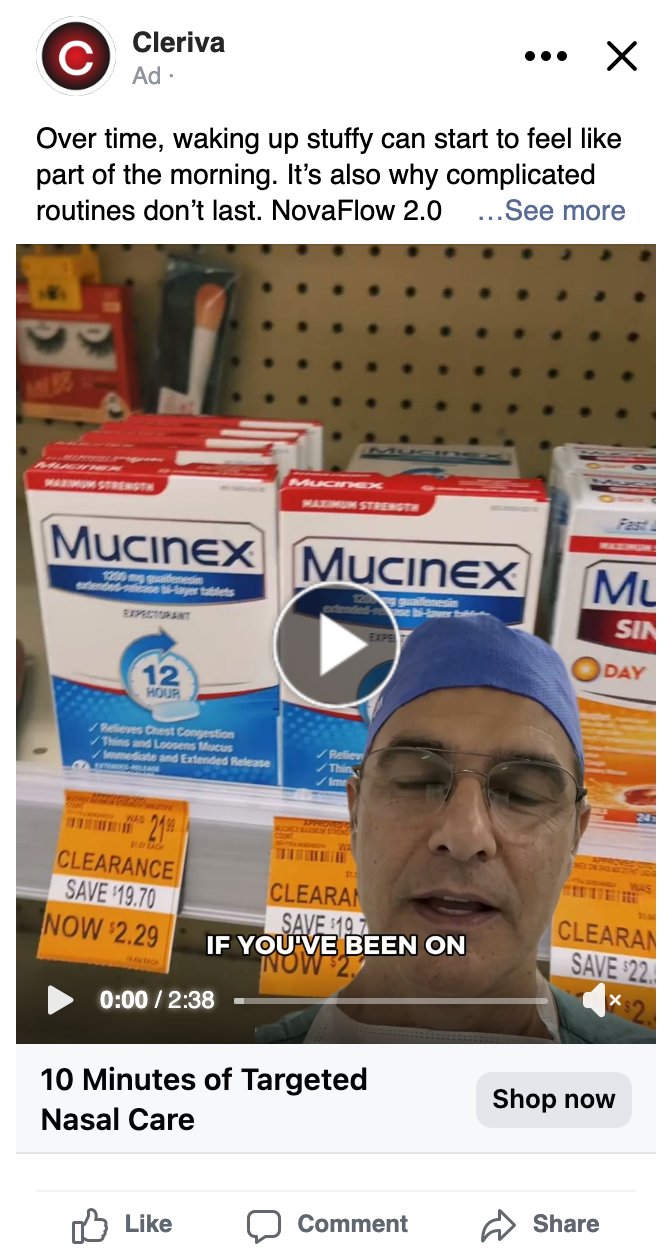 C
Cleriva
Ad ·
Over time, waking up stuffy can start to feel like
part of the morning. It's also why complicated
routines don't last. NovaFlow 2.0 ...See more
MAXIMUM STRENGTH
Mucinex
1200 mg guaifenesin
extended-release bi-layer tablets
EXPECTORANT
12
HOUR
✓ Relieves Chest Congestion
✓ Thins and Loosens Mucus
✓ Immediate and Extended Release
MUCINEX
MAXIMUM STRENGTH
Mucinex
EXPE
✓ Reliev
✓ Thin
Mucinex
Fast
MU
SIN
DAY
WAS 21
CLEARANCE
SAVE $19.70
NOW $2.29
CLEARAN
SAVE $19.7
NOW $2.
WAS
CLEARAN
SAVE $22.
IF YOU'VE BEEN ON
0:00 / 2:38
10 Minutes of Targeted
Nasal Care
Shop now
Like
Comment
Share